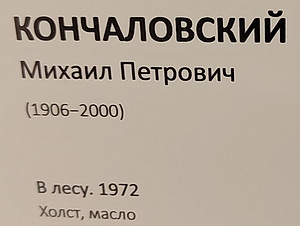 КОНЧАЛОВСКИЙ
Михаил Петрович
(1906–2000)
В лесу. 1972
Холст, масло